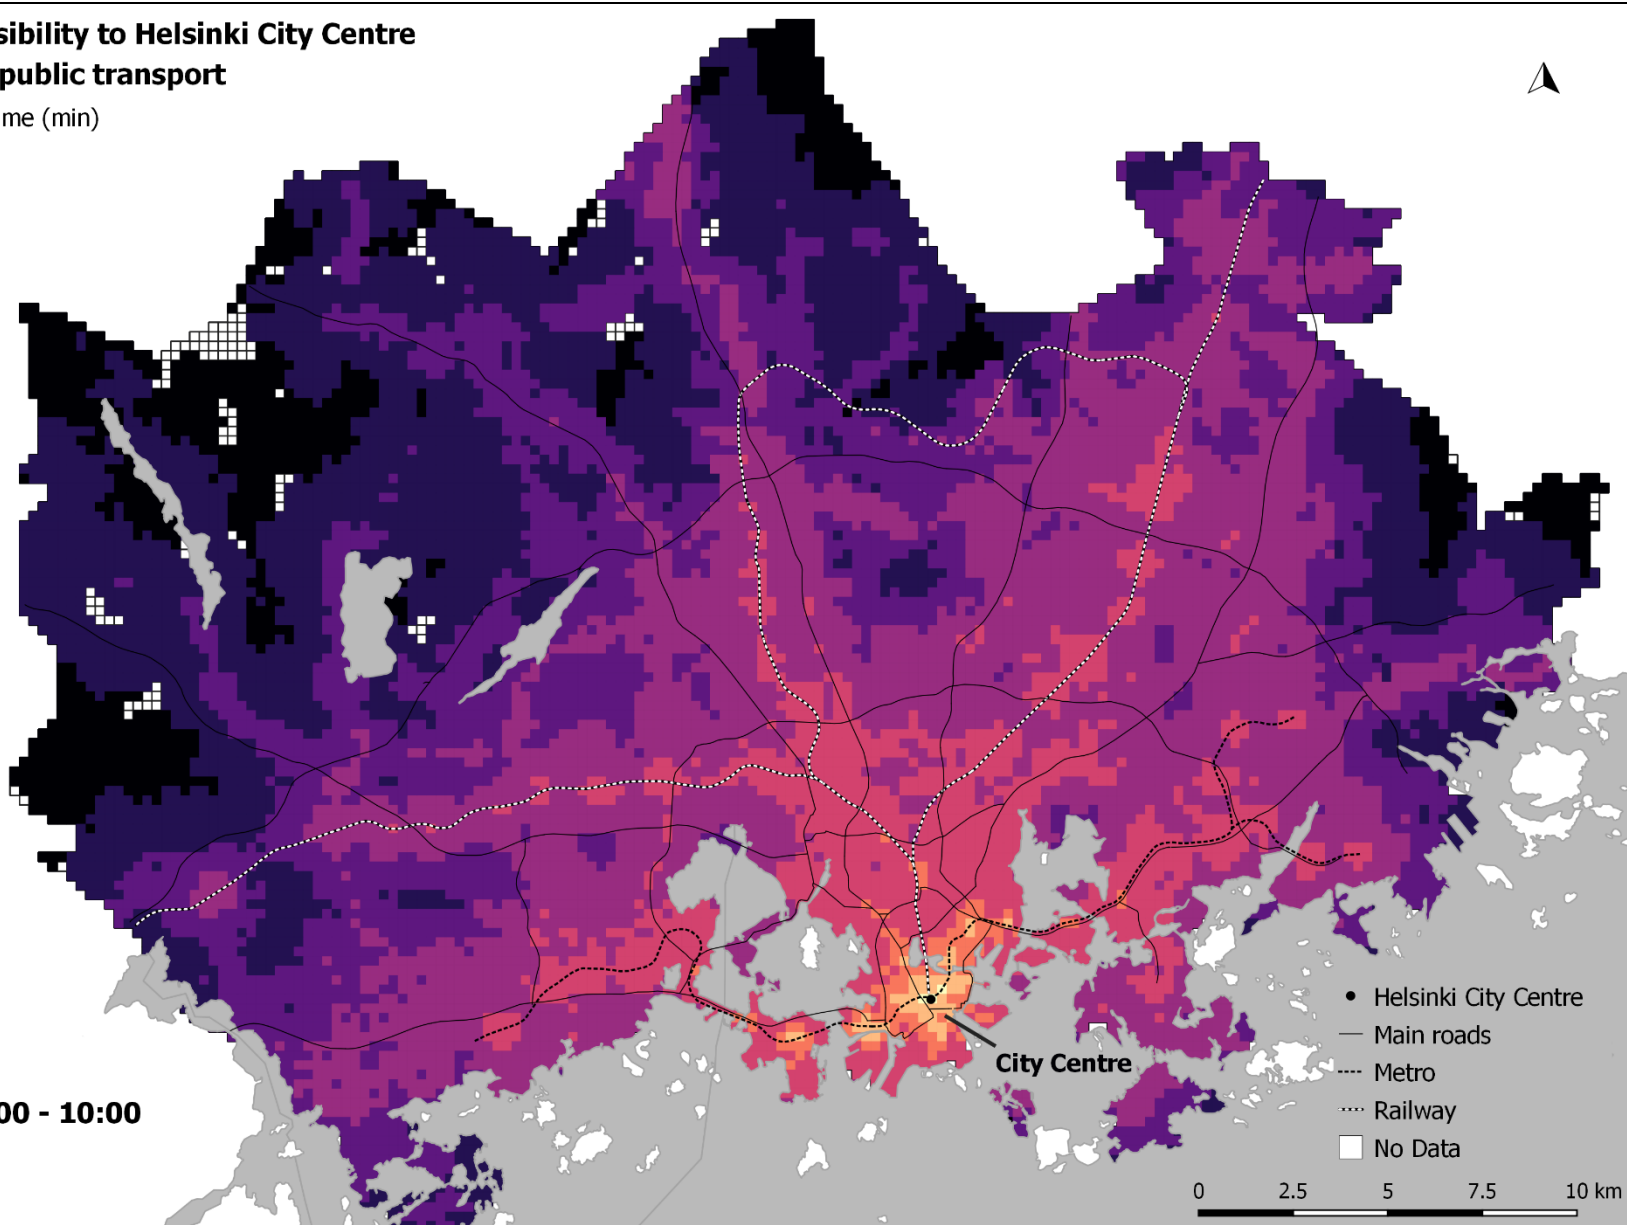 sibility to Helsinki City Centre
public transport
me (min)
City Centre
00 - 10:00
Helsinki City Centre
Main roads
Metro
Railway
No Data
0 2.5 5 7.5 10 km